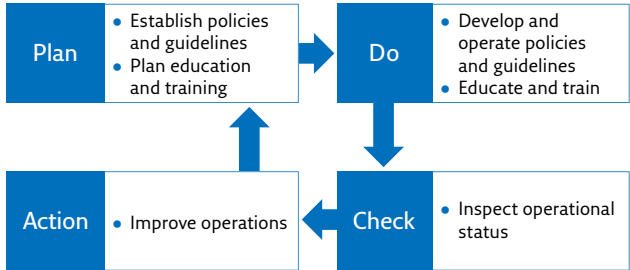 Plan
• Establish policies
and guidelines
• Plan education
and training
Do
• Develop and
operate policies
and guidelines
• Educate and train
Action
• Improve operations
Check
• Inspect operational
status